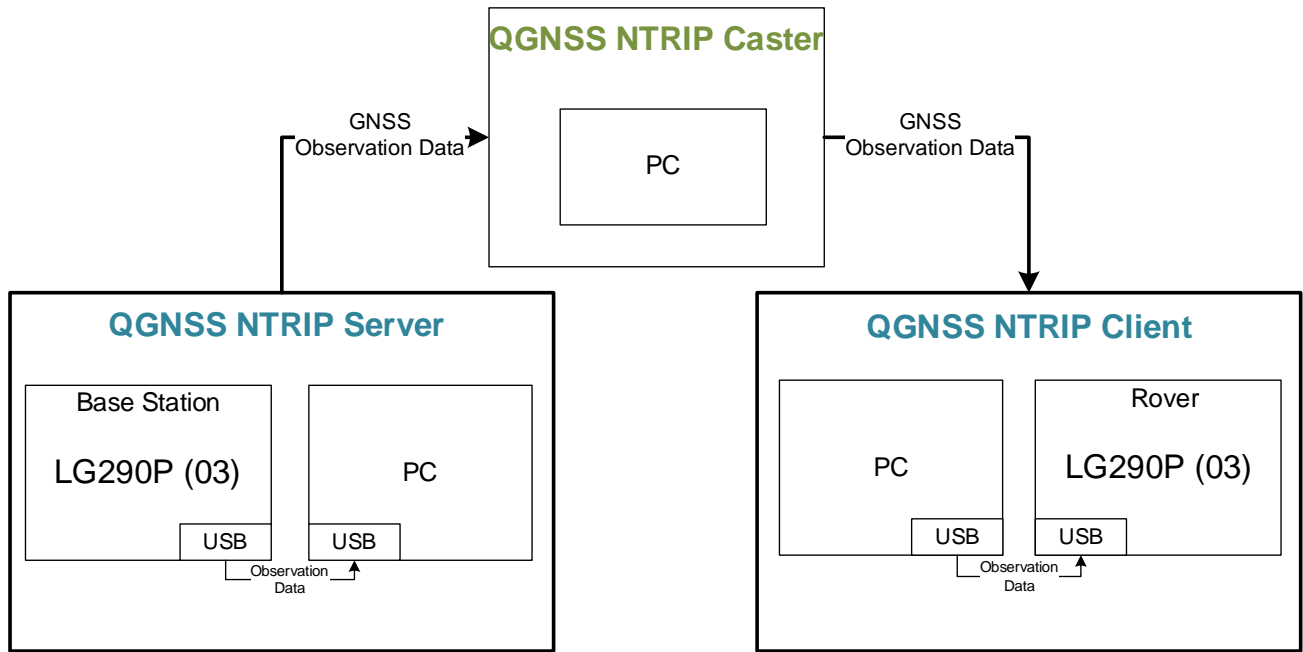 QGNSS NTRIP Caster
PC
GNSS
Observation Data
GNSS
Observation Data
QGNSS NTRIP Server
Base Station
LG290P (03)
USB
PC
USB
Observation
Data
QGNSS NTRIP Client
PC
USB
Rover
LG290P (03)
USB
Observation
Data